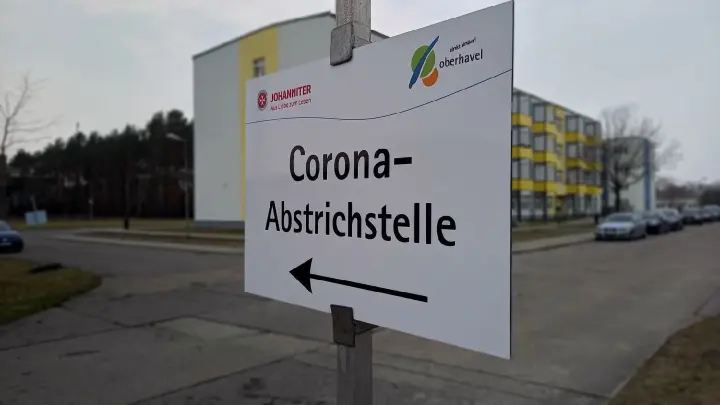 JOHANNITER
Aus Liebe zum Leben
oberhavel
Corona-
Abstrichstelle